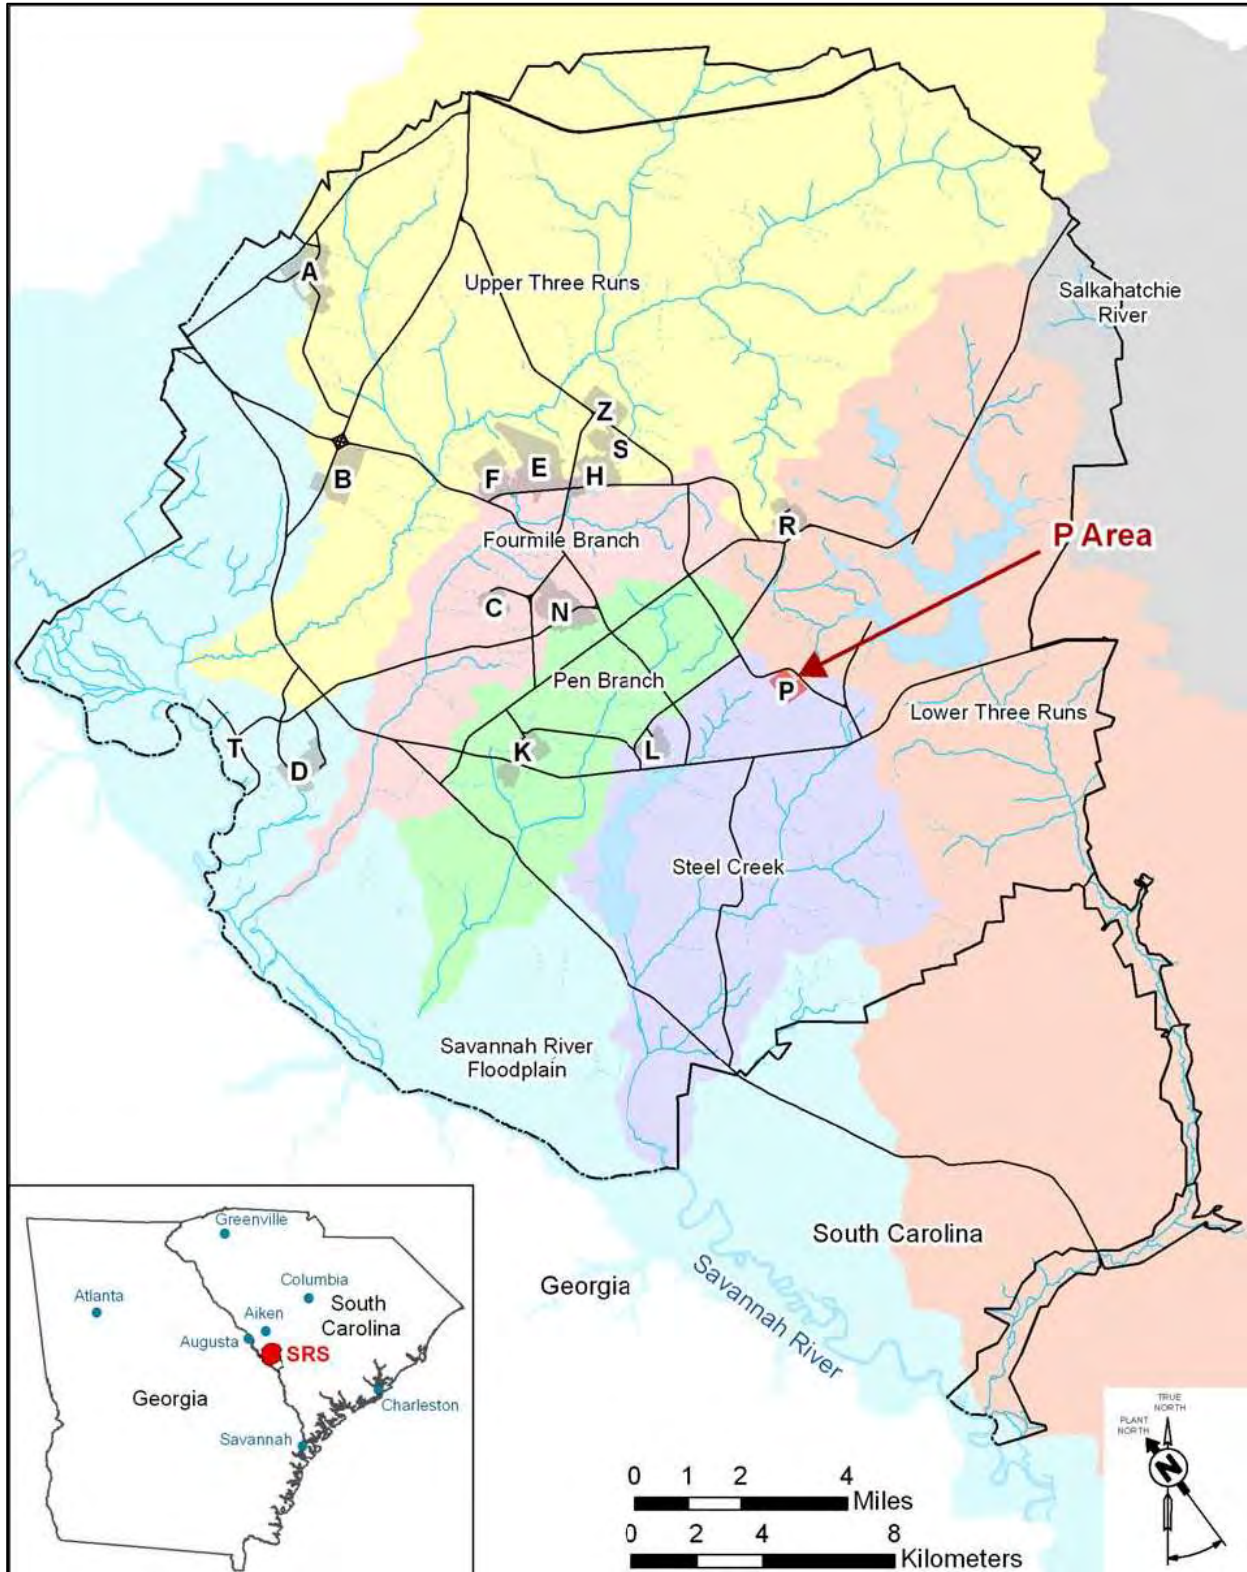 A
Upper Three Runs
Salkahatchie
River
Z
S
F
E
H
B
R
P Area
Fourmile Branch
C
N
Pen Branch
P
Lower Three Runs
T
D
K
L
Steel Creek
Savannah River
Floodplain
South Carolina
Georgia
Savannah River
Greenville
Atlanta
Columbia
South
Carolina
Aiken
Augusta
SRS
Georgia
Charleston
Savannah
0 1 2 4
Miles
0 2 4 8
Kilometers
TRUE
NORTH
PLANT
NORTH
N